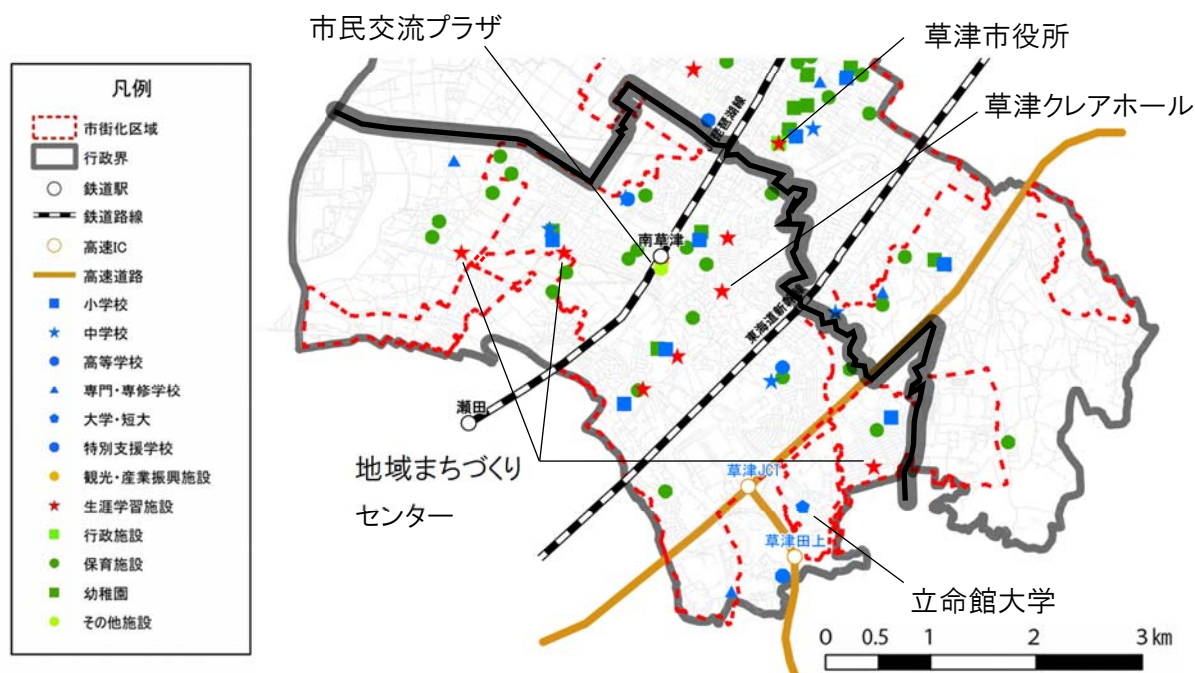 市民交流プラザ
草津市役所
草津クレアホール
凡例
市街化区域
行政界
鉄道駅
鉄道路線
高速IC
高速道路
小学校
中学校
高等学校
専門・専修学校
大学・短大
特別支援学校
観光・産業振興施設
生涯学習施設
行政施設
保育施設
幼稚園
その他施設
琵琶湖線
南草津
瀬田
地域まちづくり
センター
草津JCT
草津田上
立命館大学
0 0.5 1 2 3 km